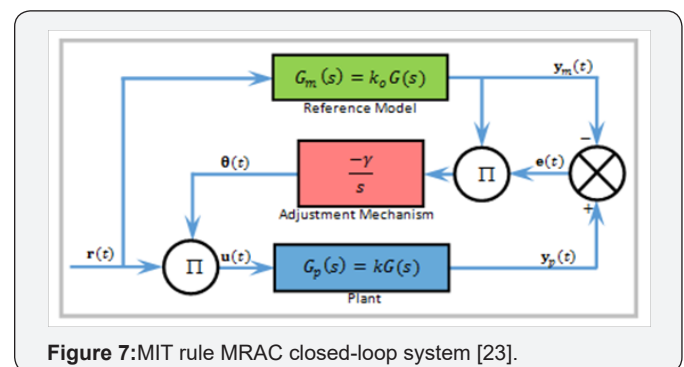 G_m(s) = k_o G(s)
Reference Model
y_m(t)
−
θ(t)
−γ
s
Adjustment Mechanism
Π
e(t)
+
r(t)
Π
u(t)
G_p(s) = kG(s)
Plant
y_p(t)
Figure 7:MIT rule MRAC closed-loop system [23].